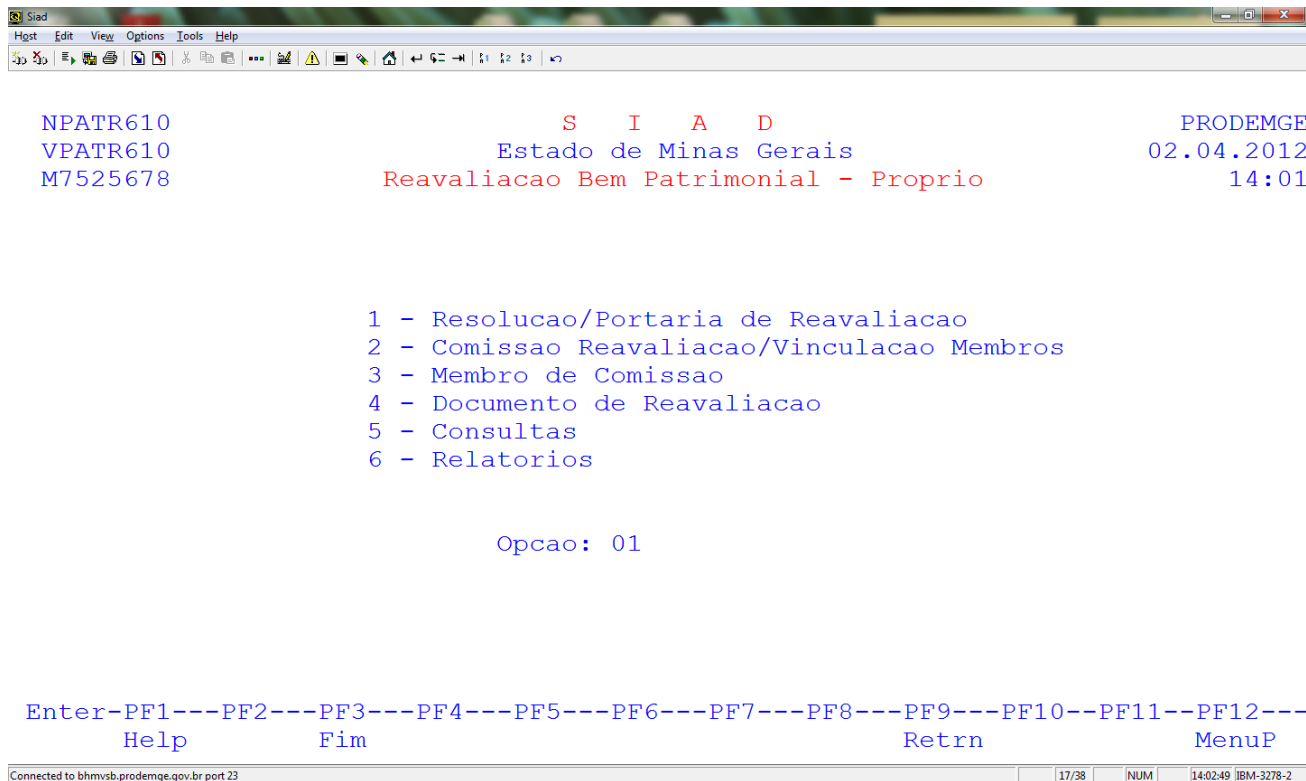 Siad
Host Edit View Options Tools Help
NPATR610 S I A D PRODEMGE
VPATR610 Estado de Minas Gerais 02.04.2012
M7525678 Reavaliacao Bem Patrimonial - Proprio 14:01
1 - Resolucao/Portaria de Reavaliacao
2 - Comissao Reavaliacao/Vinculacao Membros
3 - Membro de Comissao
4 - Documento de Reavaliacao
5 - Consultas
6 - Relatorios
Opcao: 01
Enter-PF1---PF2---PF3---PF4---PF5---PF6---PF7---PF8---PF9---PF10--PF11--PF12---
Help Fim Retrn MenuP
Connected to bhmvsb.prodemge.gov.br port 23 17/38 NUM 14:02:49 IBM-3278-2